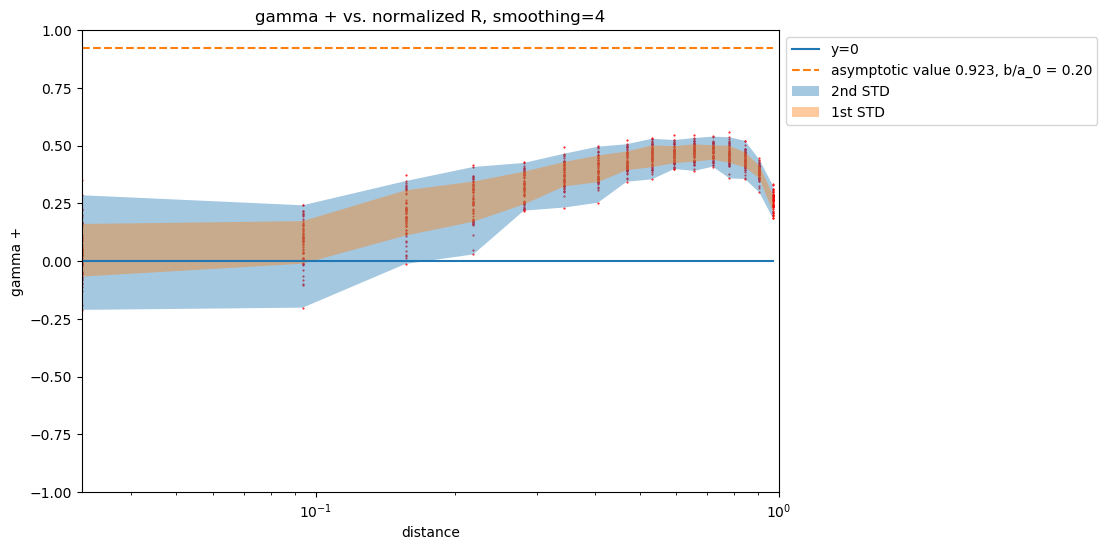 gamma + vs. normalized R, smoothing=4
1.00
0.75
0.50
0.25
0.00
−0.25
−0.50
−0.75
−1.00
gamma +
10⁻¹
10⁰
distance
y=0
asymptotic value 0.923, b/a_0 = 0.20
2nd STD
1st STD